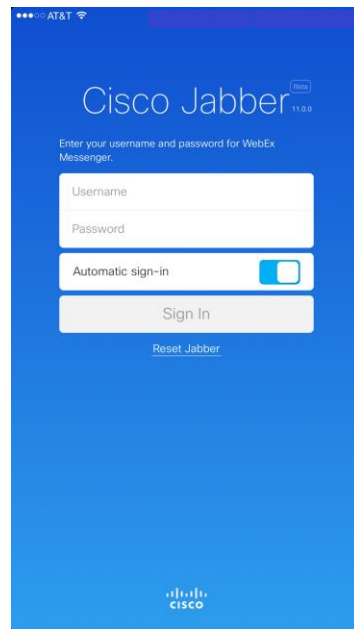 AT&T
Cisco Jabber
Beta
11.0.0
Enter your username and password for WebEx
Messenger.
Username
Password
Automatic sign-in
Sign In
Reset Jabber
CISCO